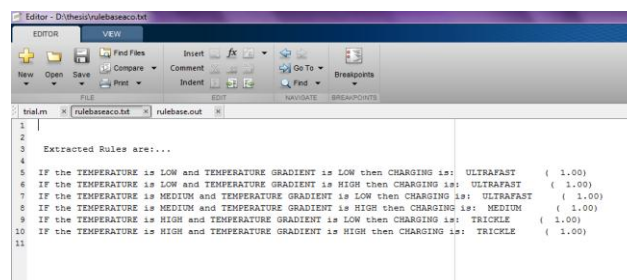 Editor - D:\thesis\rulebaseaco.txt
EDITOR VIEW
New Open Save Find Files Compare Print Insert fx Comment Indent Go To Find Breakpoints
FILE EDIT NAVIGATE BREAKPOINTS
trial.m × rulebaseaco.txt × rulebase.out ×
1
2
3 Extracted Rules are:...
4
5 IF the TEMPERATURE is LOW and TEMPERATURE GRADIENT is LOW then CHARGING is: ULTRAFAST ( 1.00)
6 IF the TEMPERATURE is LOW and TEMPERATURE GRADIENT is HIGH then CHARGING is: ULTRAFAST ( 1.00)
7 IF the TEMPERATURE is MEDIUM and TEMPERATURE GRADIENT is LOW then CHARGING is: ULTRAFAST ( 1.00)
8 IF the TEMPERATURE is MEDIUM and TEMPERATURE GRADIENT is HIGH then CHARGING is: MEDIUM ( 1.00)
9 IF the TEMPERATURE is HIGH and TEMPERATURE GRADIENT is LOW then CHARGING is: TRICKLE ( 1.00)
10 IF the TEMPERATURE is HIGH and TEMPERATURE GRADIENT is HIGH then CHARGING is: TRICKLE ( 1.00)
11